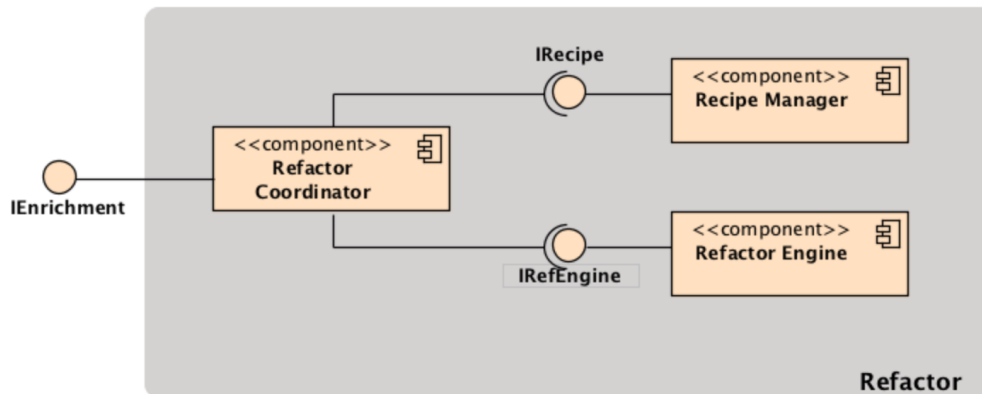 IRecipe
<<component>>
Recipe Manager
<<component>>
Refactor
Coordinator
IEnrichment
<<component>>
Refactor Engine
IRefEngine
Refactor